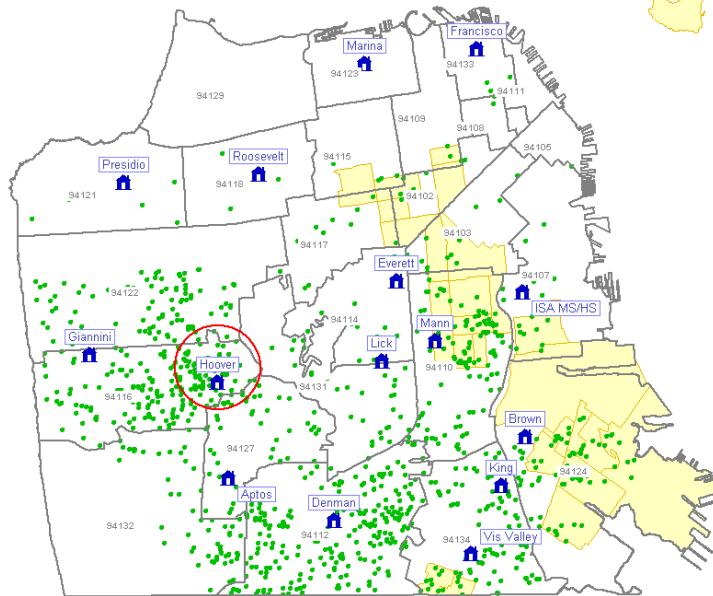 Francisco
Marina
94133
94123
94111
94129
94109
94108
94105
Presidio
Roosevelt
94115
94121
94118
94102
94103
94117
Everett
94122
94107
ISA MS/HS
94114
Mann
Giannini
Hoover
Lick
94110
94116
94131
Brown
94127
King
94124
Aptos
Denman
94132
94112
94134
Vis Valley